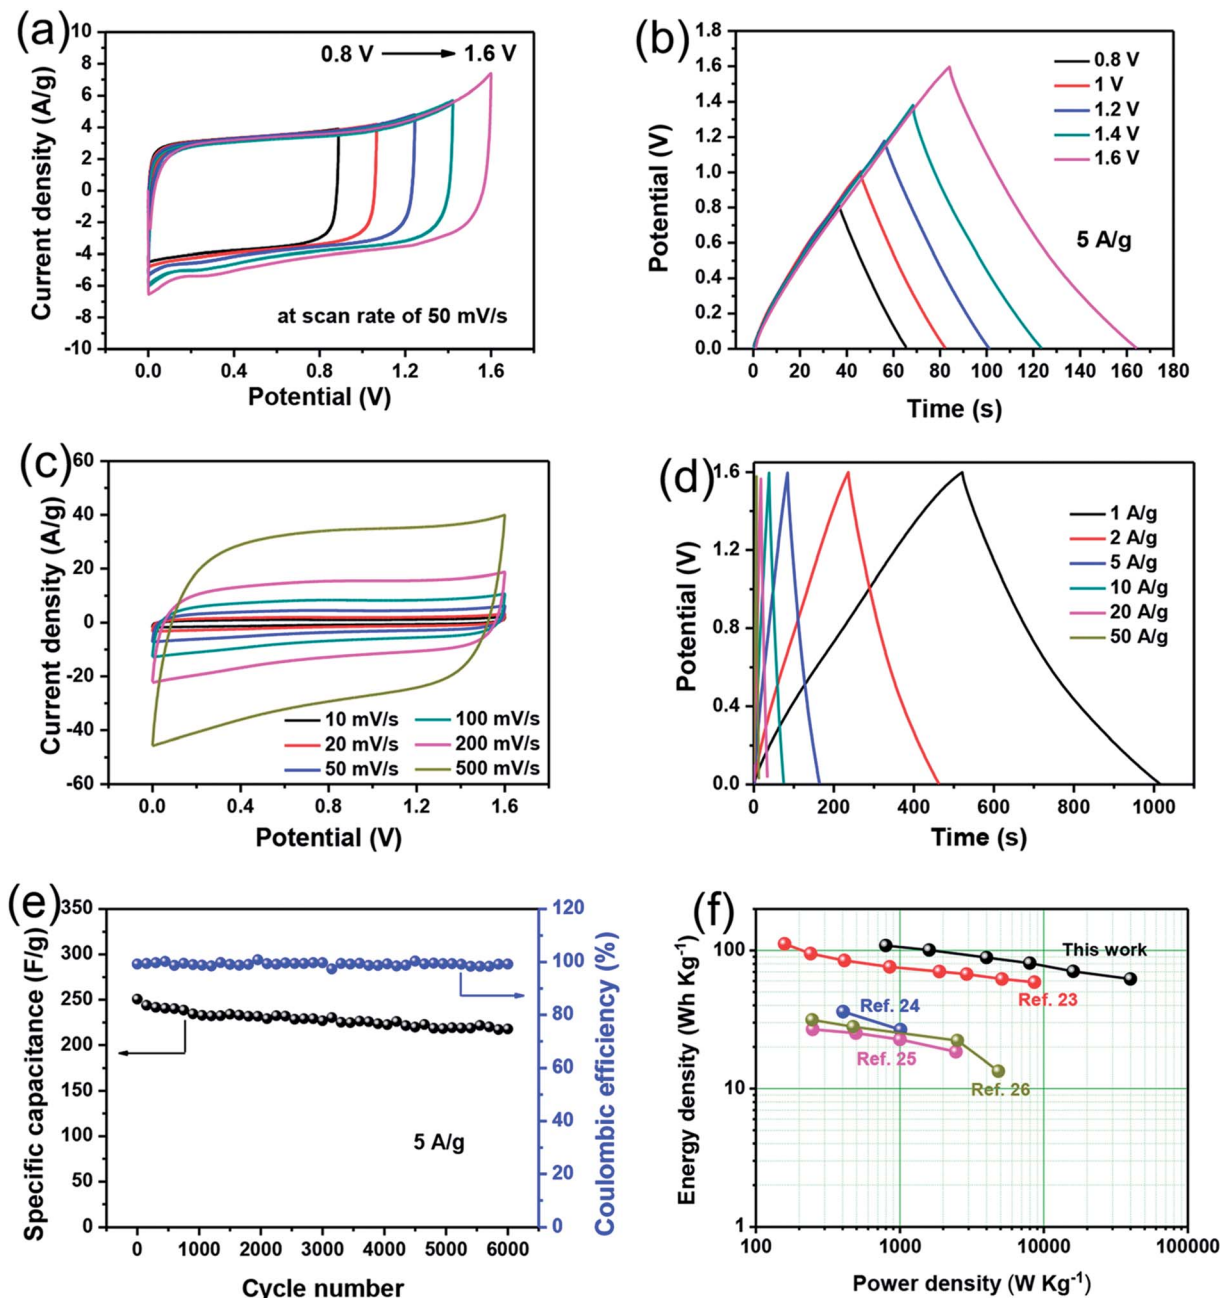 (a)
10
8
6
4
2
0
-2
-4
-6
-8
-10
Current density (A/g)
0.8 V 1.6 V
at scan rate of 50 mV/s
0.0 0.4 0.8 1.2 1.6
Potential (V)
(b)
1.8
1.6
1.4
1.2
1.0
0.8
0.6
0.4
0.2
0.0
Potential (V)
0.8 V
1 V
1.2 V
1.4 V
1.6 V
5 A/g
0 20 40 60 80 100 120 140 160 180
Time (s)
(c)
60
40
20
0
-20
-40
-60
Current density (A/g)
10 mV/s 100 mV/s
20 mV/s 200 mV/s
50 mV/s 500 mV/s
0.0 0.4 0.8 1.2 1.6
Potential (V)
(d)
1.6
1.2
0.8
0.4
0.0
Potential (V)
1 A/g
2 A/g
5 A/g
10 A/g
20 A/g
50 A/g
0 200 400 600 800 1000
Time (s)
(e)
350
300
250
200
150
100
50
0
Specific capacitance (F/g)
5 A/g
120
100
80
60
40
20
0
Coulombic efficiency (%)
0 1000 2000 3000 4000 5000 6000
Cycle number
(f)
100
10
1
Energy density (Wh Kg-1)
This work
Ref. 23
Ref. 24
Ref. 25
Ref. 26
100 1000 10000 100000
Power density (W Kg-1)